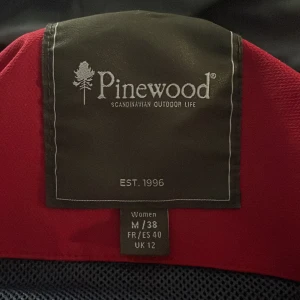 Pinewood®
SCANDINAVIAN OUTDOOR LIFE
EST. 1996
Women
M / 38
FR / ES 40
UK 12